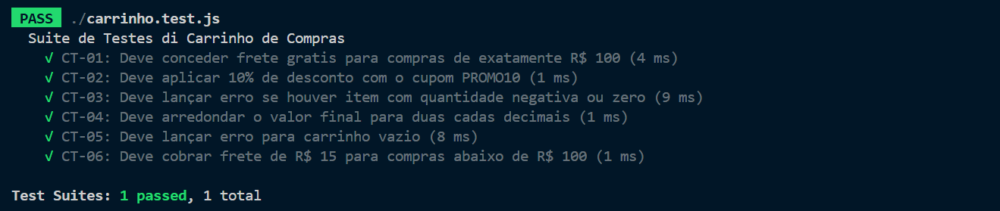 PASS ./carrinho.test.js
Suite de Testes di Carrinho de Compras
√ CT-01: Deve conceder frete gratis para compras de exatamente R$ 100 (4 ms)
√ CT-02: Deve aplicar 10% de desconto com o cupom PROMO10 (1 ms)
√ CT-03: Deve lançar erro se houver item com quantidade negativa ou zero (9 ms)
√ CT-04: Deve arredondar o valor final para duas cadas decimais (1 ms)
√ CT-05: Deve lançar erro para carrinho vazio (8 ms)
√ CT-06: Deve cobrar frete de R$ 15 para compras abaixo de R$ 100 (1 ms)
Test Suites: 1 passed, 1 total